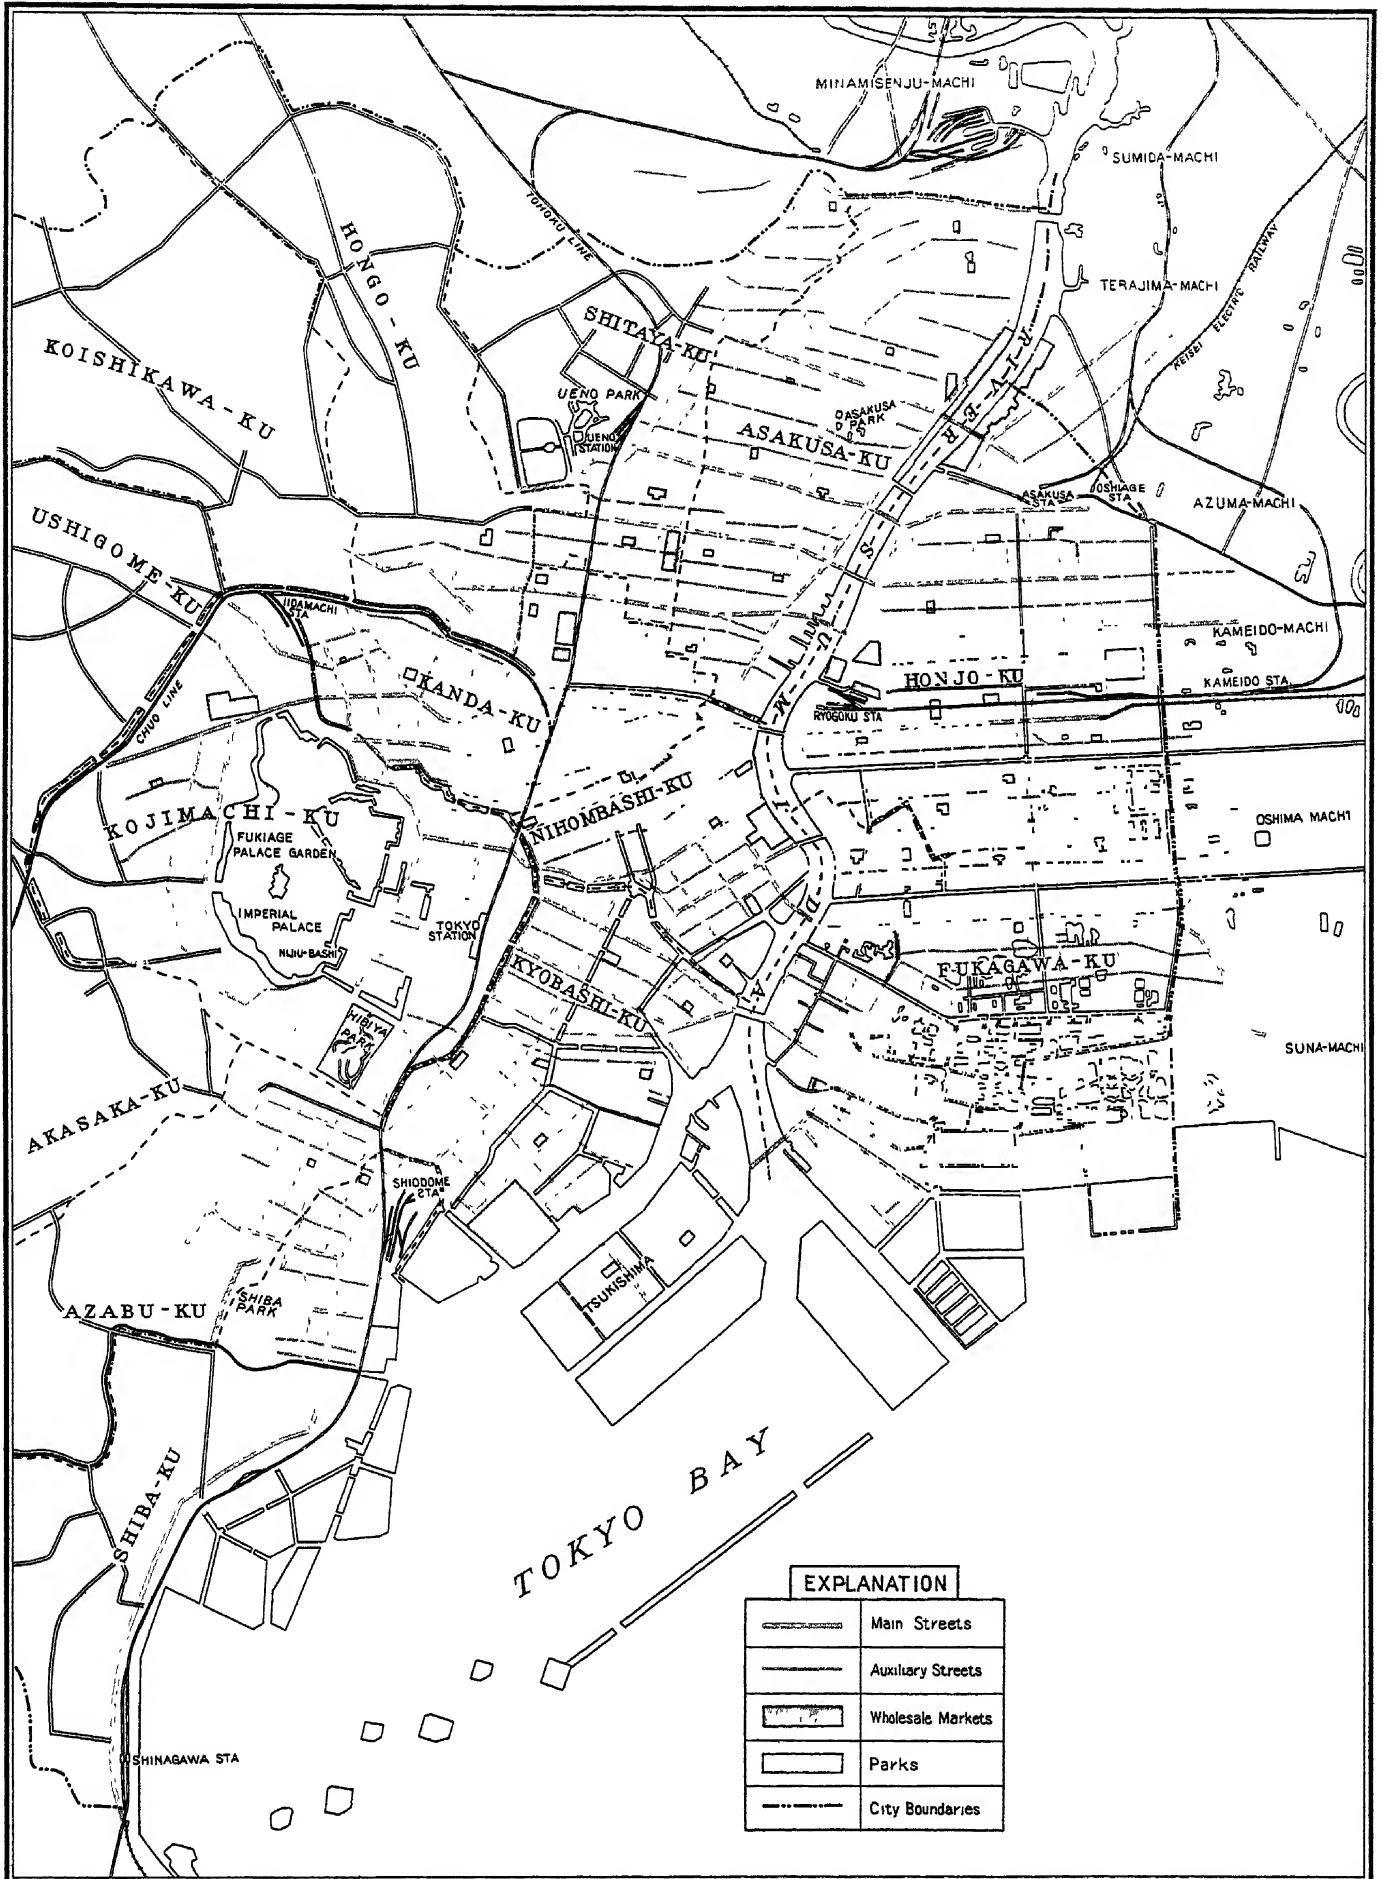 MINAMISENJU-MACHI
SUMIDA-MACHI
TOHOKU LINE
HONGO-KU
KEISEI ELECTRIC RAILWAY
TERAJIMA-MACHI
SHITAYA-KU
KOISHIKAWA-KU
UENO PARK
UENO
STATION
ASAKUSA
PARK
ASAKUSA-KU
SUMIDA RIVER
ASAKUSA
STA
OSHIAGE
STA
AZUMA-MACHI
USHIGOME-KU
IIDAMACHI
STA
KAMEIDO-MACHI
KANDA-KU
HONJO-KU
KAMEIDO STA.
CHUO LINE
RYOGOKU STA
NIHOMBASHI-KU
KOJIMACHI-KU
OSHIMA MACHI
FUKIAGE
PALACE GARDEN
IMPERIAL
PALACE
TOKYO
STATION
NIJIU-BASHI
KYOBASHI-KU
FUKAGAWA-KU
HIBIYA
PARK
SUNA-MACHI
AKASAKA-KU
SHIODOME
STA
TSUKISHIMA
SHIBA
PARK
AZABU-KU
SHIBA-KU
TOKYO BAY
SHINAGAWA STA
EXPLANATION
Main Streets
Auxiliary Streets
Wholesale Markets
Parks
City Boundaries